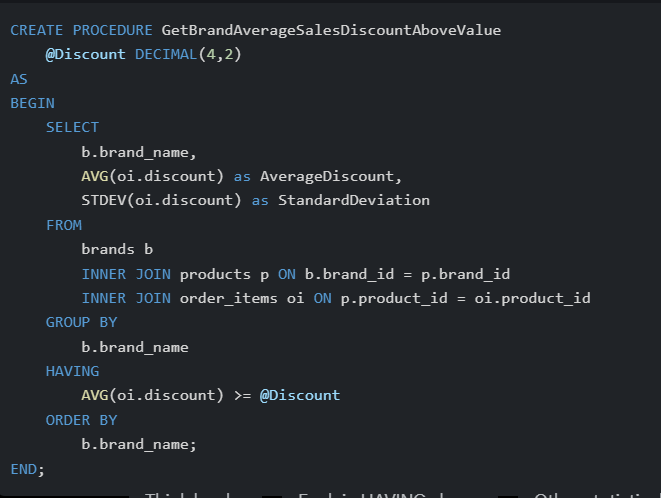 CREATE PROCEDURE GetBrandAverageSalesDiscountAboveValue
    @Discount DECIMAL(4,2)
AS
BEGIN
    SELECT
        b.brand_name,
        AVG(oi.discount) as AverageDiscount,
        STDEV(oi.discount) as StandardDeviation
    FROM
        brands b
        INNER JOIN products p ON b.brand_id = p.brand_id
        INNER JOIN order_items oi ON p.product_id = oi.product_id
    GROUP BY
        b.brand_name
    HAVING
        AVG(oi.discount) >= @Discount
    ORDER BY
        b.brand_name;
END;